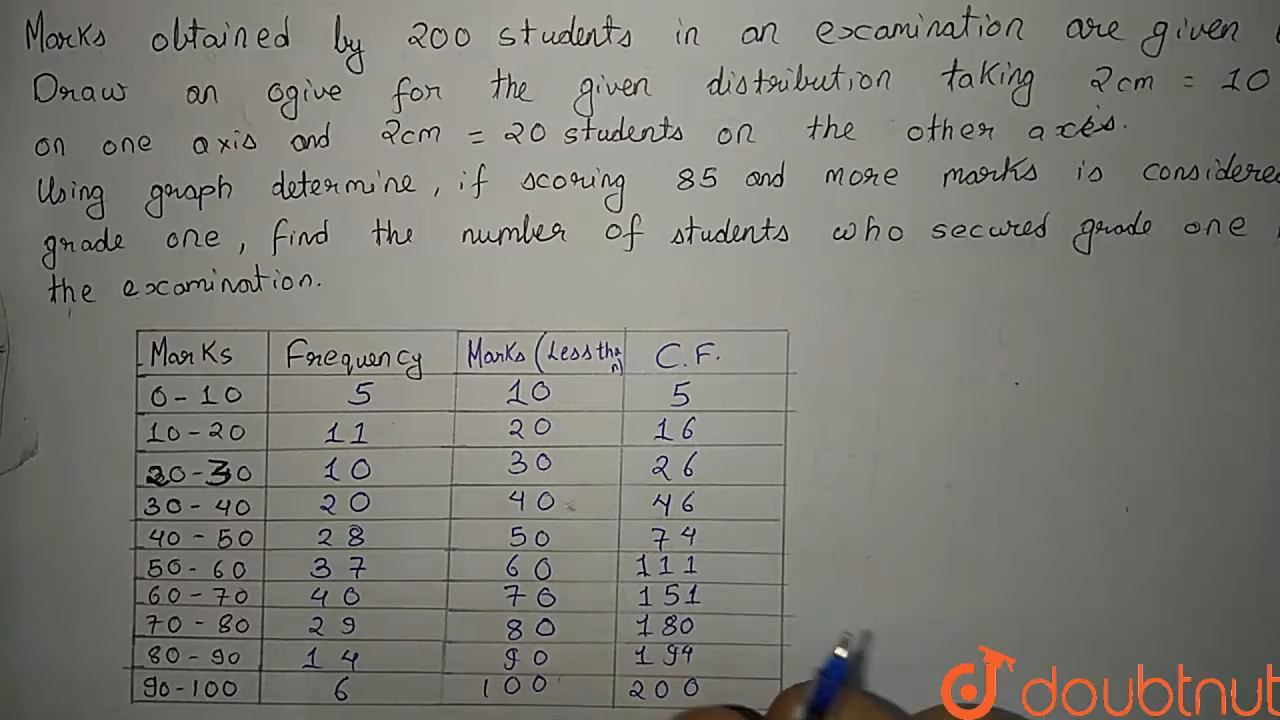 Marks obtained by 200 students in an examination are given
Draw an ogive for the given distribution taking 2cm = 10
on one axis and 2cm = 20 students on the other axes.
Using graph determine, if scoring 85 and more marks is considered
grade one, find the number of students who secured grade one
the examination.
Marks Frequency Marks (Less than) C.F.
0-10 5 10 5
10-20 11 20 16
20-30 10 30 26
30-40 20 40 46
40-50 28 50 74
50-60 37 60 111
60-70 40 70 151
70-80 29 80 180
80-90 14 90 194
90-100 6 100 200
doubtnut